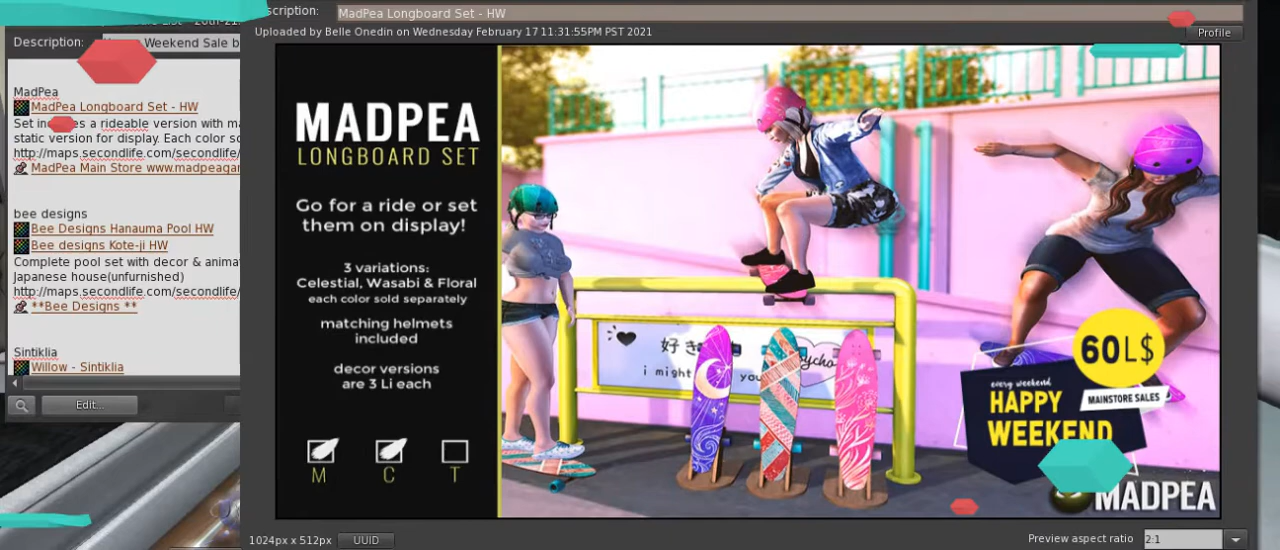 Description:
Weekend Sale b
MadPea
MadPea Longboard Set - HW
a rideable version with ma
static version for display. Each color so
http://maps.secondlife.com/secondlife/
MadPea Main Store www.madpeagar
bee designs
Bee Designs Hanauma Pool HW
Bee designs Kote-ji HW
Complete pool set with decor & animat
Japanese house(unfurnished)
http://maps.secondlife.com/secondlife/
**Bee Designs **
Sintiklia
Willow - Sintiklia
Edit...
scription:
MadPea Longboard Set - HW
Uploaded by Belle Onedin on Wednesday February 17 11:31:55PM PST 2021
Profile
MADPEA
LONGBOARD SET
Go for a ride or set
them on display!
3 variations:
Celestial, Wasabi & Floral
each color sold separately
matching helmets
included
decor versions
are 3 Li each
M C T
好き
i might
you
60L$
every weekend
HAPPY
WEEKEND
MAINSTORE SALES
MADPEA
1024px x 512px
UUID
Preview aspect ratio
2:1